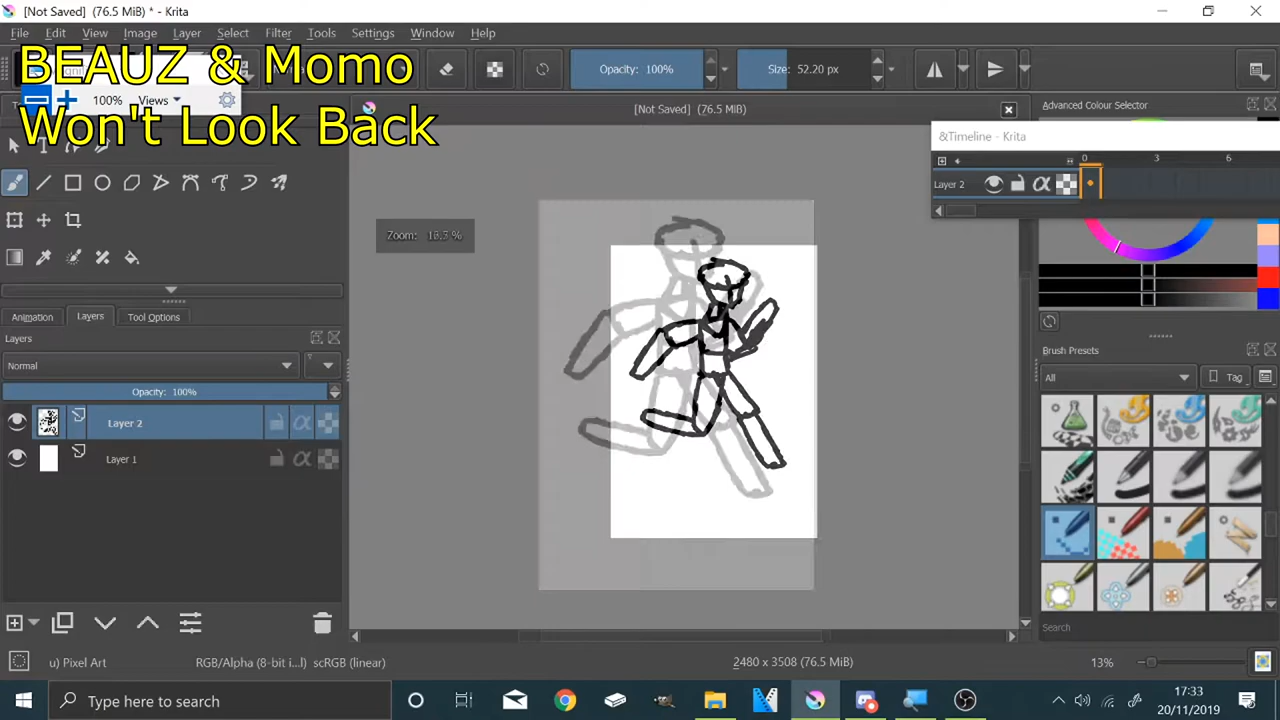 [Not Saved] (76.5 MiB) * - Krita
File Edit View Image Layer Select Filter Tools Settings Window Help
BEAUZ & Momo
Opacity: 100%
Size: 52.20 px
100% Views
Won't Look Back
[Not Saved] (76.5 MiB)
Advanced Colour Selector
&Timeline - Krita
0 3 6
Layer 2
Zoom: 13.3 %
Animation Layers Tool Options
Layers
Normal
Opacity: 100%
Layer 2
Layer 1
Brush Presets
All
Tag
Search
u) Pixel Art
RGB/Alpha (8-bit i...) scRGB (linear)
2480 x 3508 (76.5 MiB)
13%
Type here to search
17:33
20/11/2019